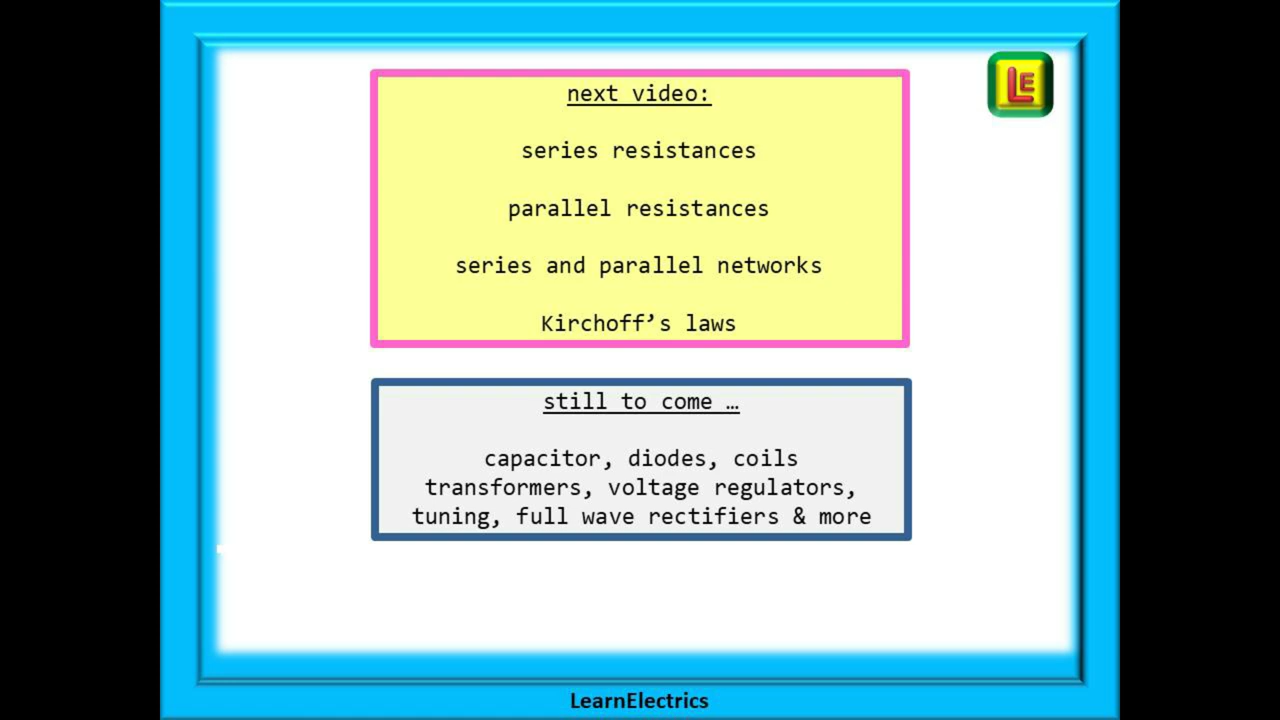 LE
next video:
series resistances
parallel resistances
series and parallel networks
Kirchoff’s laws
still to come …
capacitor, diodes, coils
transformers, voltage regulators,
tuning, full wave rectifiers & more
LearnElectrics